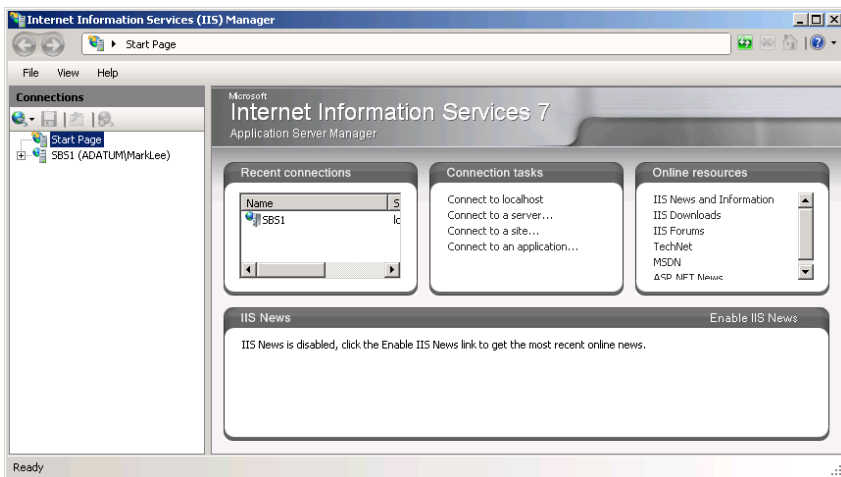 Internet Information Services (IIS) Manager
Start Page
File View Help
Connections
Start Page
SBS1 (ADATUM\MarkLee)
Microsoft
Internet Information Services 7
Application Server Manager
Recent connections
Name S
SBS1 lc
Connection tasks
Connect to localhost
Connect to a server...
Connect to a site...
Connect to an application...
Online resources
IIS News and Information
IIS Downloads
IIS Forums
TechNet
MSDN
ASP.NET News
IIS News Enable IIS News
IIS News is disabled, click the Enable IIS News link to get the most recent online news.
Ready